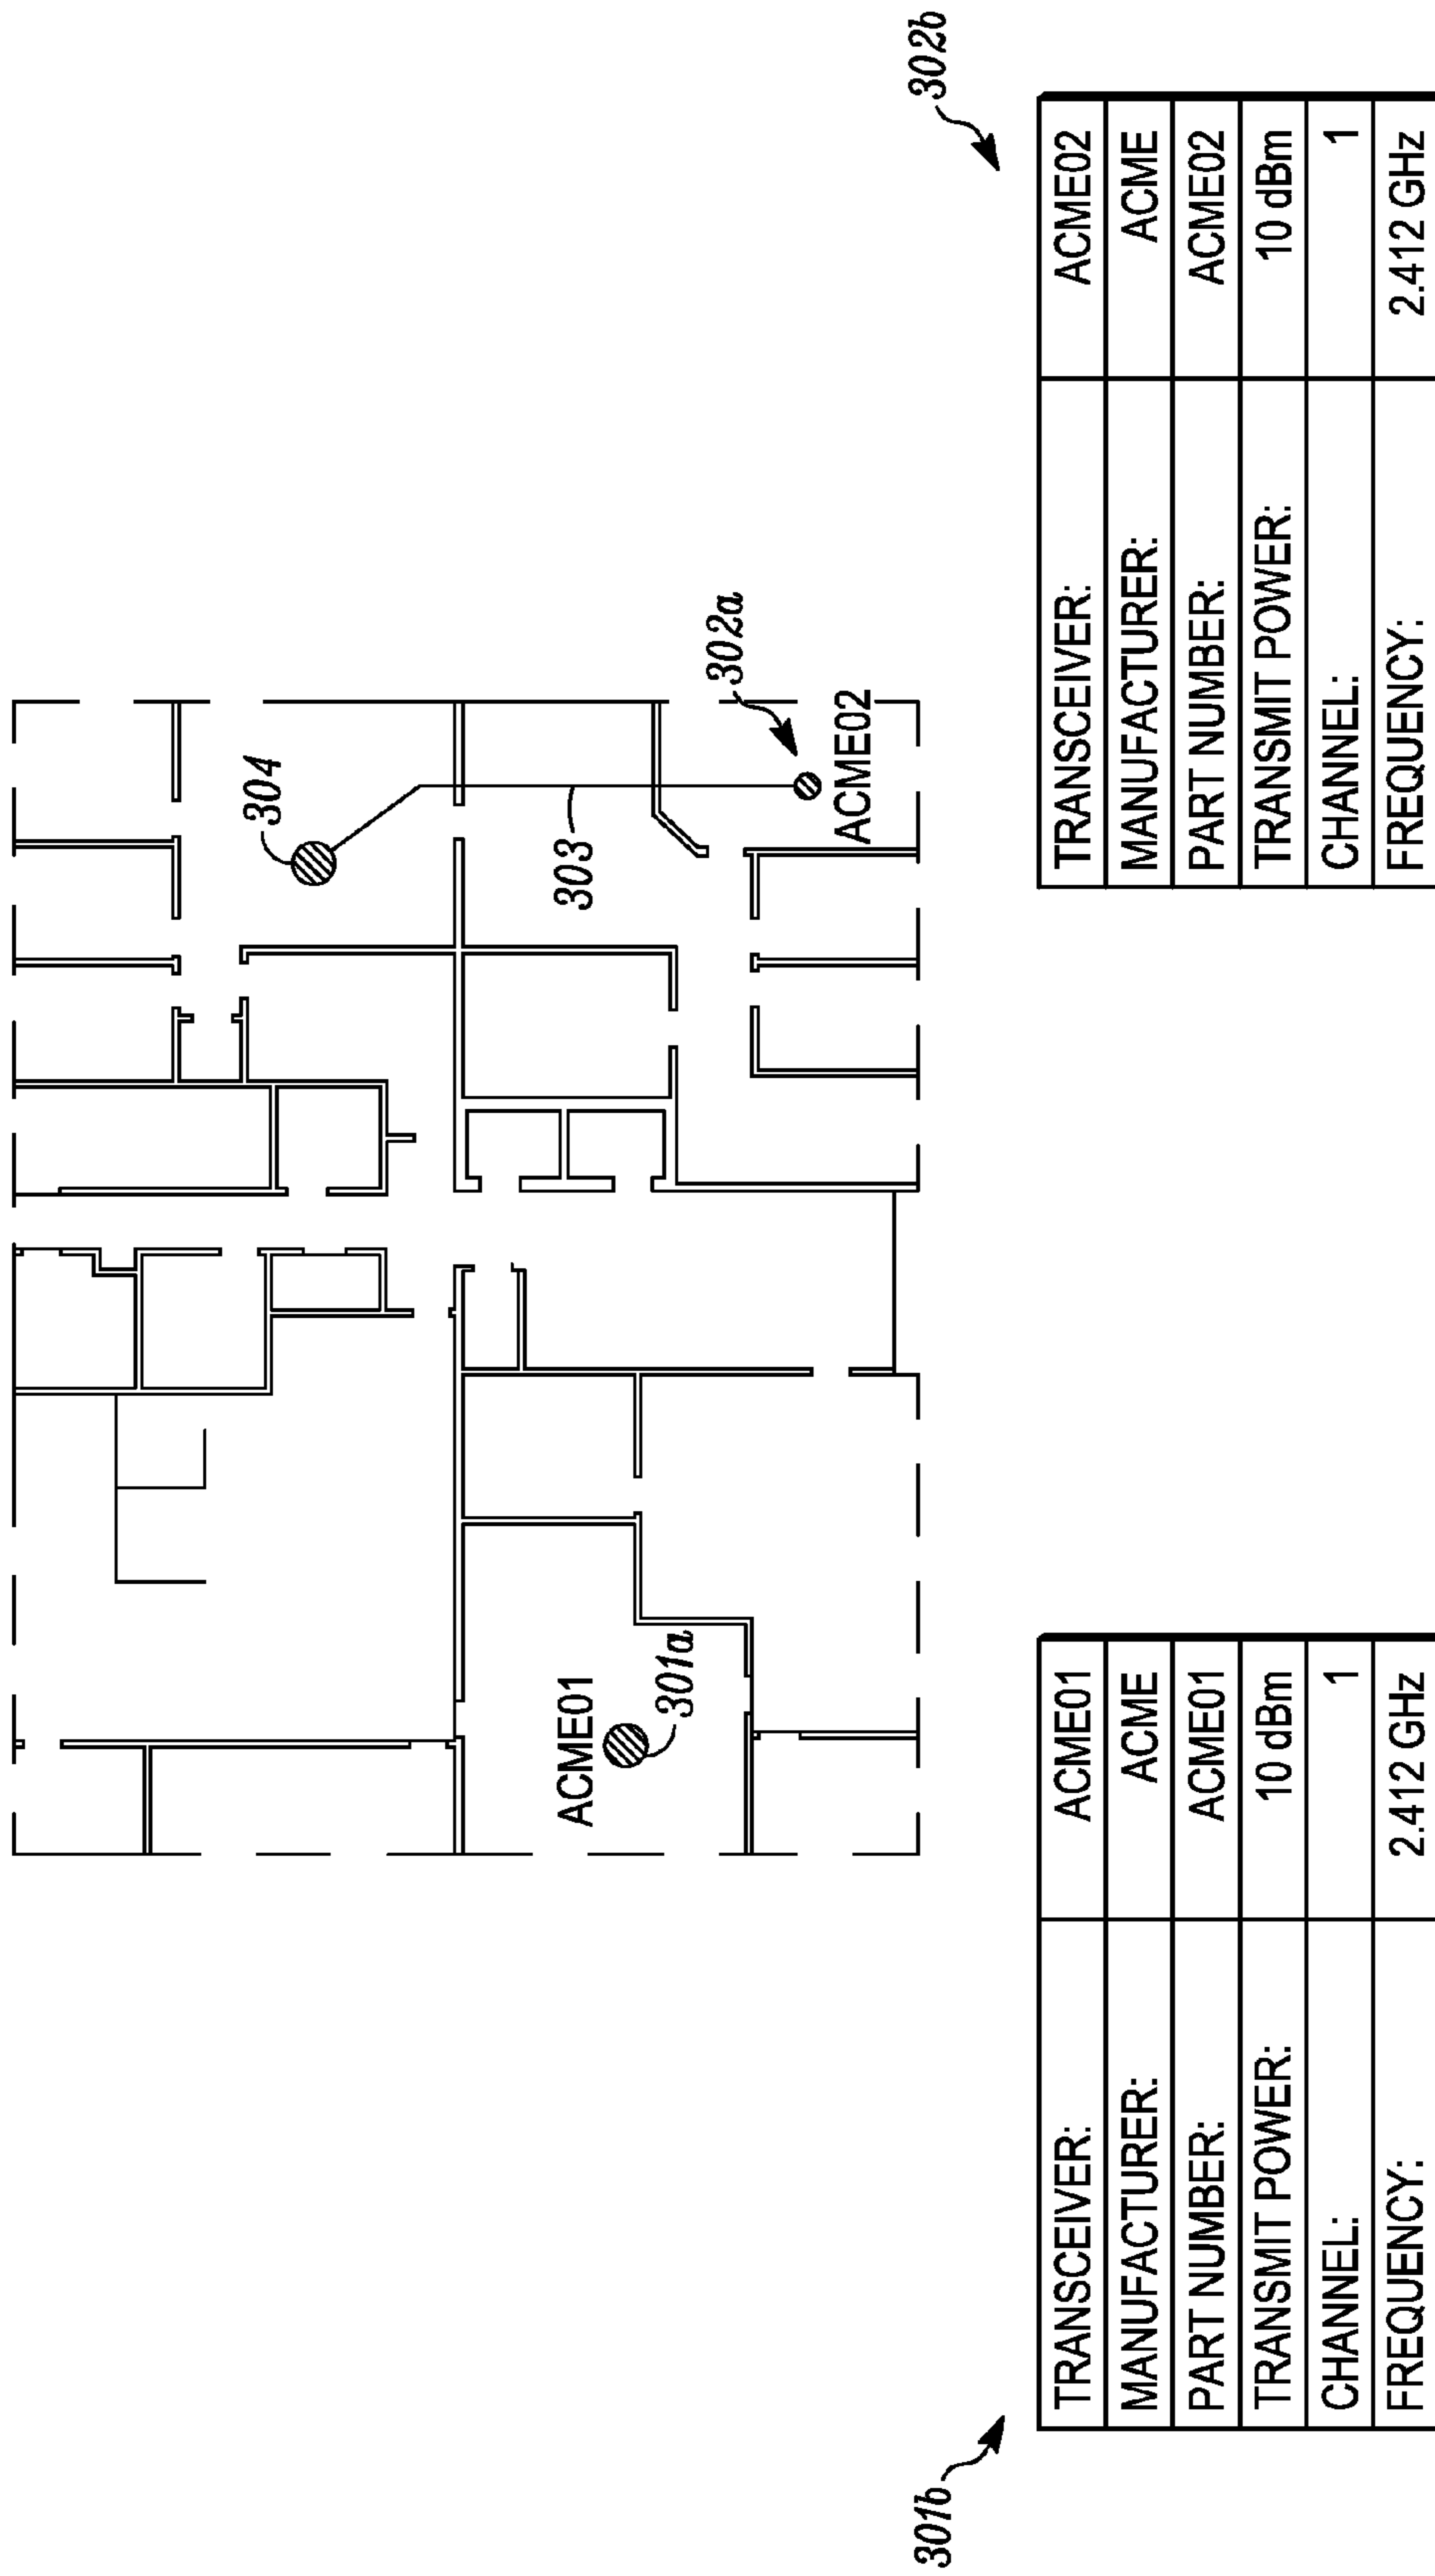 304
303
302a
ACME02
ACME01
301a
301b
TRANSCEIVER: ACME01
MANUFACTURER: ACME
PART NUMBER: ACME01
TRANSMIT POWER: 10 dBm
CHANNEL: 1
FREQUENCY: 2.412 GHz
302b
TRANSCEIVER: ACME02
MANUFACTURER: ACME
PART NUMBER: ACME02
TRANSMIT POWER: 10 dBm
CHANNEL: 1
FREQUENCY: 2.412 GHz